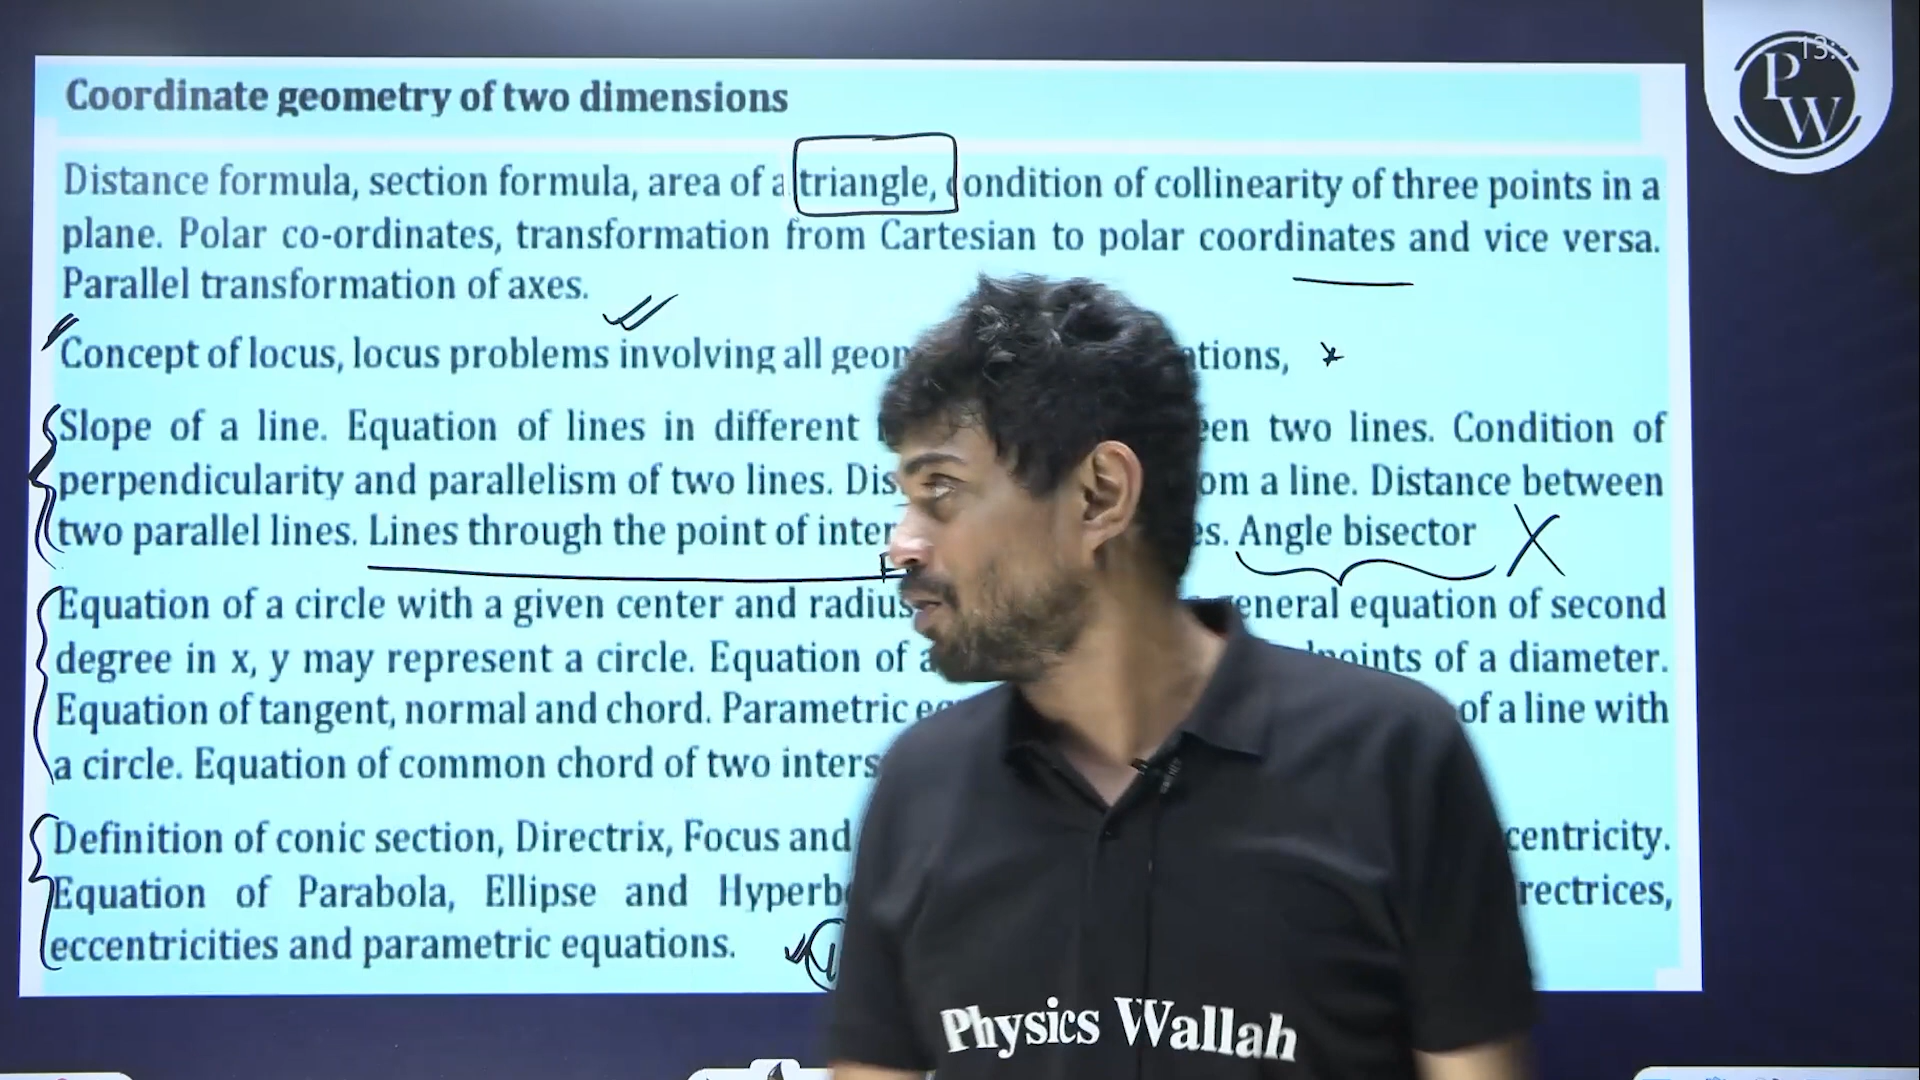 13:
P
W
Coordinate geometry of two dimensions
Distance formula, section formula, area of a triangle, condition of collinearity of three points in a
plane. Polar co-ordinates, transformation from Cartesian to polar coordinates and vice versa.
Parallel transformation of axes.
Concept of locus, locus problems involving all geom tions,
Slope of a line. Equation of lines in different een two lines. Condition of
perpendicularity and parallelism of two lines. Dis om a line. Distance between
two parallel lines. Lines through the point of inter es. Angle bisector
Equation of a circle with a given center and radius general equation of second
degree in x, y may represent a circle. Equation of a points of a diameter.
Equation of tangent, normal and chord. Parametric eq of a line with
a circle. Equation of common chord of two inters
Definition of conic section, Directrix, Focus and centricity.
Equation of Parabola, Ellipse and Hyperb rectrices,
eccentricities and parametric equations.
Physics Wallah